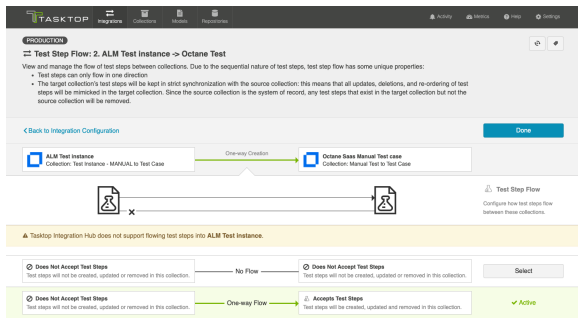 TASKTOP
Integrations
Collections
Models
Repositories
Activity
Metrics
Help
Settings
PRODUCTION
Test Step Flow: 2. ALM Test instance -> Octane Test
View and manage the flow of test steps between collections. Due to the sequential nature of test steps, test step flow has some unique properties:
• Test steps can only flow in one direction
• The target collection's test steps will be kept in strict synchronization with the source collection: this means that all updates, deletions, and re-ordering of test
steps will be mimicked in the target collection. Since the source collection is the system of record, any test steps that exist in the target collection but not the
source collection will be removed.
Back to Integration Configuration
Done
ALM Test Instance
Collection: Test Instance - MANUAL to Test Case
One-way Creation
Octane Saas Manual Test case
Collection: Manual Test to Test Case
Test Step Flow
Configure how test steps flow
between these collections.
Tasktop Integration Hub does not support flowing test steps into ALM Test instance.
Does Not Accept Test Steps
Test steps will not be created, updated or removed in this collection.
No Flow
Does Not Accept Test Steps
Test steps will not be created, updated or removed in this collection.
Select
Does Not Accept Test Steps
Test steps will not be created, updated or removed in this collection.
One-way Flow
Accepts Test Steps
Test steps will be created, updated and removed in this collection.
Active